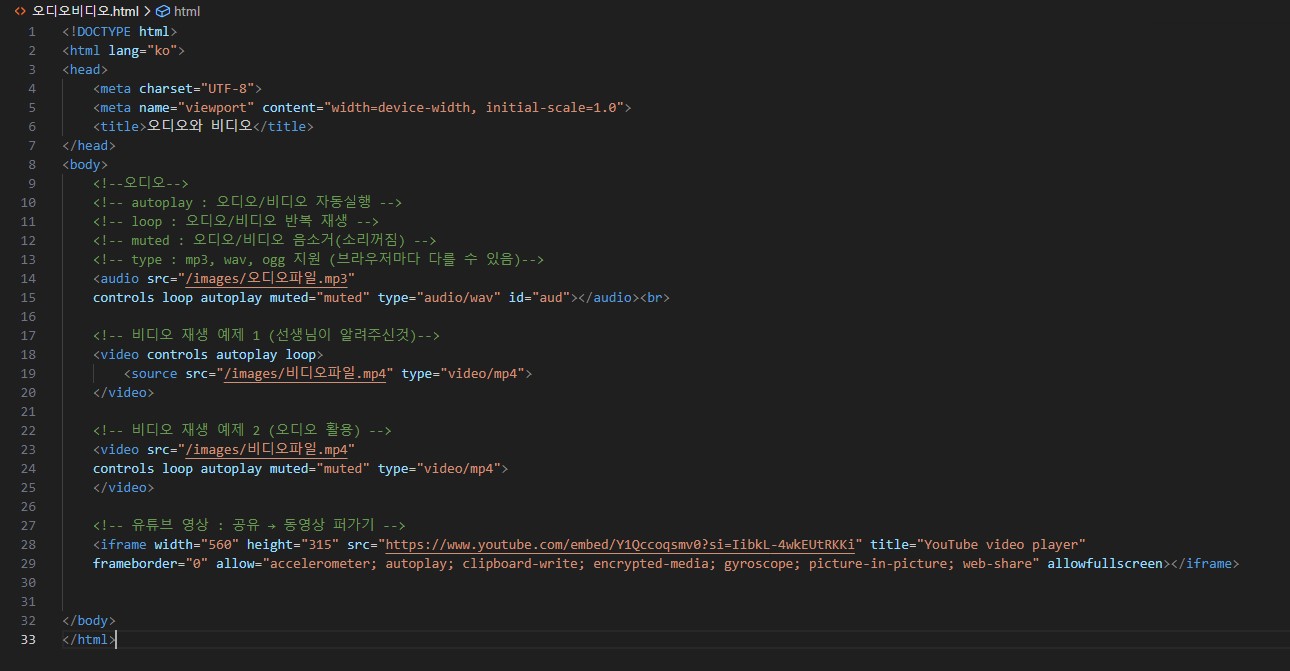 오디오비디오.html > html
1 <!DOCTYPE html>
2 <html lang="ko">
3 <head>
4     <meta charset="UTF-8">
5     <meta name="viewport" content="width=device-width, initial-scale=1.0">
6     <title>오디오와 비디오</title>
7 </head>
8 <body>
9     <!--오디오-->
10     <!-- autoplay : 오디오/비디오 자동실행 -->
11     <!-- loop : 오디오/비디오 반복 재생 -->
12     <!-- muted : 오디오/비디오 음소거(소리꺼짐) -->
13     <!-- type : mp3, wav, ogg 지원 (브라우저마다 다를 수 있음)-->
14     <audio src="/images/오디오파일.mp3"
15     controls loop autoplay muted="muted" type="audio/wav" id="aud"></audio><br>
16
17     <!-- 비디오 재생 예제 1 (선생님이 알려주신것)-->
18     <video controls autoplay loop>
19         <source src="/images/비디오파일.mp4" type="video/mp4">
20     </video>
21
22     <!-- 비디오 재생 예제 2 (오디오 활용) -->
23     <video src="/images/비디오파일.mp4"
24     controls loop autoplay muted="muted" type="video/mp4">
25     </video>
26
27     <!-- 유튜브 영상 : 공유 → 동영상 퍼가기 -->
28     <iframe width="560" height="315" src="https://www.youtube.com/embed/Y1Qccoqsmv0?si=IibkL-4wkEUtRKKi" title="YouTube video player"
29     frameborder="0" allow="accelerometer; autoplay; clipboard-write; encrypted-media; gyroscope; picture-in-picture; web-share" allowfullscreen></iframe>
30
31
32 </body>
33 </html>